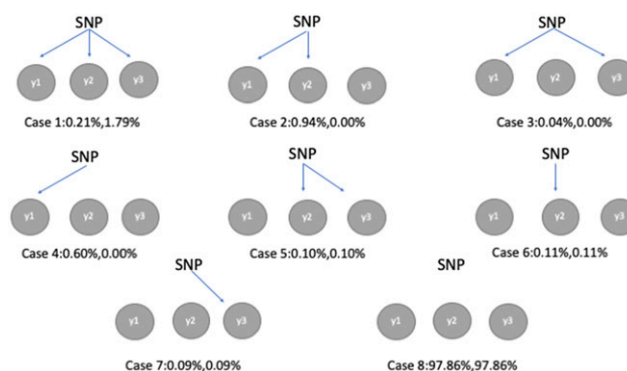 SNP SNP SNP
y1 y2 y3 y1 y2 y3 y1 y2 y3
Case 1:0.21%,1.79% Case 2:0.94%,0.00% Case 3:0.04%,0.00%
SNP SNP SNP
y1 y2 y3 y1 y2 y3 y1 y2 y3
Case 4:0.60%,0.00% Case 5:0.10%,0.10% Case 6:0.11%,0.11%
SNP SNP
y1 y2 y3 y1 y2 y3
Case 7:0.09%,0.09% Case 8:97.86%,97.86%